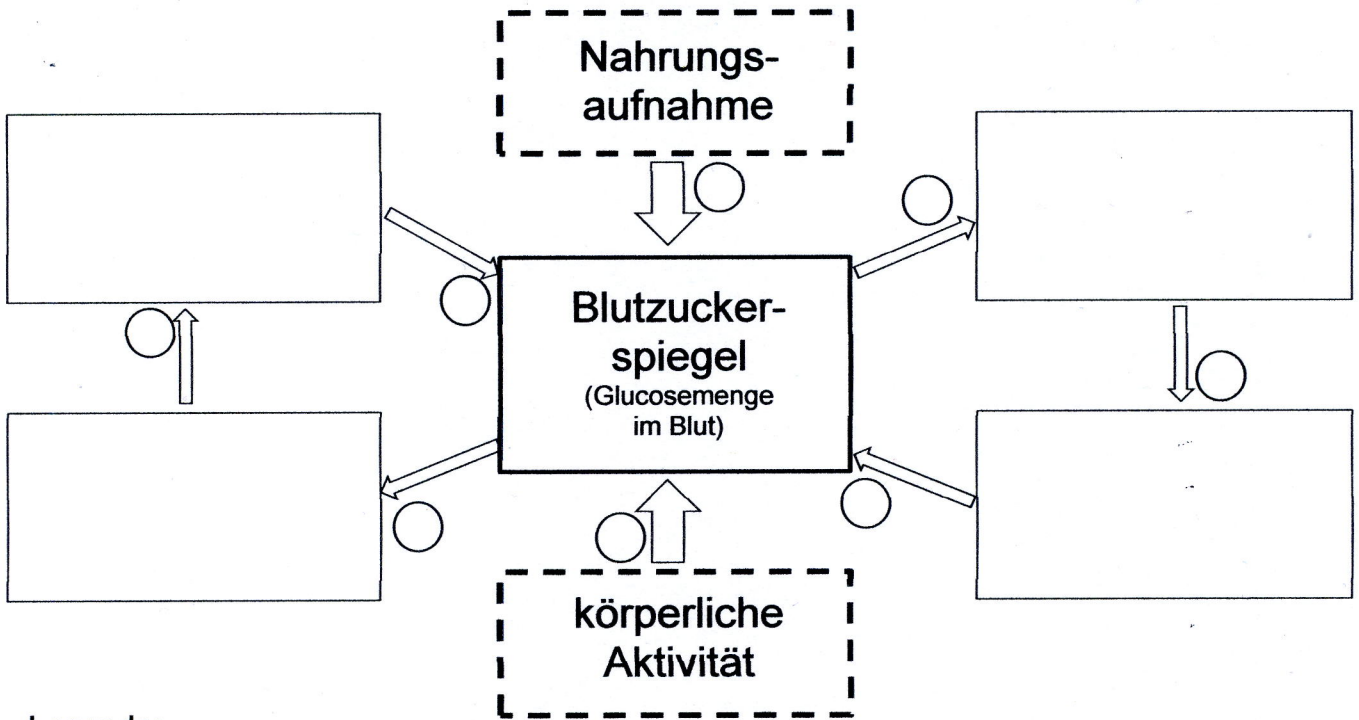 Nahrungs-
aufnahme
Blutzucker-
spiegel
(Glucosemenge
im Blut)
körperliche
Aktivität